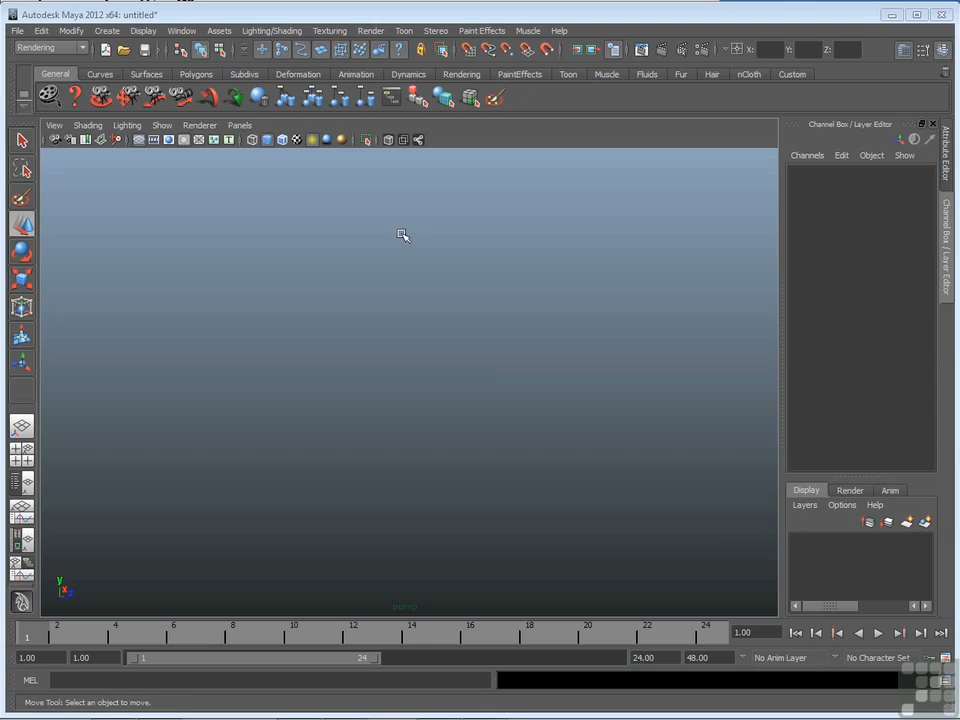 Autodesk Maya 2012 x64: untitled*
File Edit Modify Create Display Window Assets Lighting/Shading Texturing Render Toon Stereo Paint Effects Muscle Help
Rendering X: Y: Z:
General Curves Surfaces Polygons Subdivs Deformation Animation Dynamics Rendering PaintEffects Toon Muscle Fluids Fur Hair nCloth Custom
View Shading Lighting Show Renderer Panels
Channel Box / Layer Editor
Channels Edit Object Show
Attribute Editor
Channel Box / Layer Editor
Display Render Anim
Layers Options Help
y
x
z
persp
1 2 4 6 8 10 12 14 16 18 20 22 24 1.00
1.00 1.00 1 24 24.00 48.00 No Anim Layer No Character Set
MEL
Move Tool: Select an object to move.